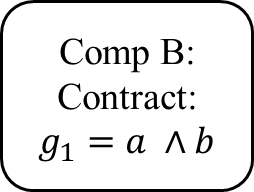 Comp B:
Contract:
g₁ = a ∧ b